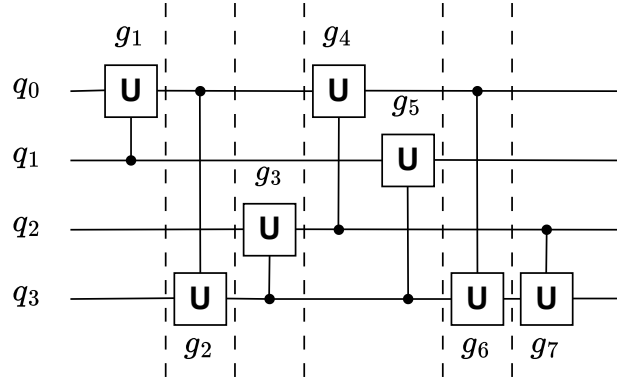 g₁ g₄
q₀ U U
g₅
q₁ U
g₃
q₂ U
q₃ U U U
g₂ g₆ g₇